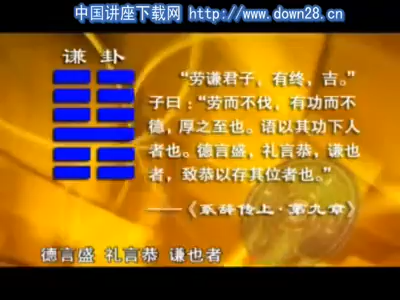 中国讲座下载网 http://www.down28.cn
谦卦
“劳谦君子，有终，吉。”
子曰：“劳而不伐，有功而不
德，厚之至也。语以其功下人
者也。德言盛，礼言恭，谦也
者，致恭以存其位者也。”
——《系辞传上·第九章》
德言盛 礼言恭 谦也者